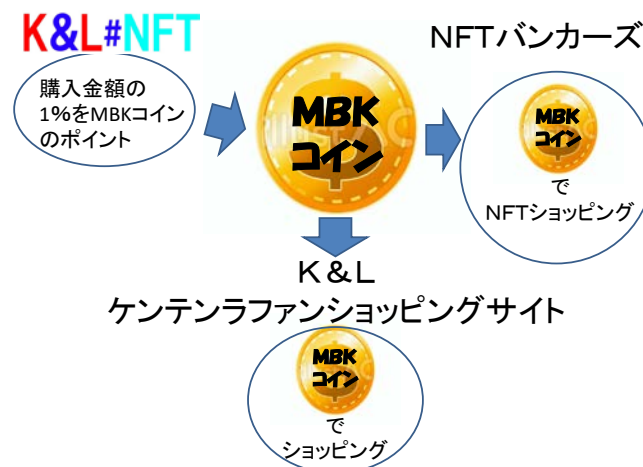 K&L#NFT
NFTバンカーズ
購入金額の
1%をMBKコイン
のポイント
MBK
コイン
MBK
コイン
で
NFTショッピング
K&L
ケンテンラファンショッピングサイト
MBK
コイン
で
ショッピング